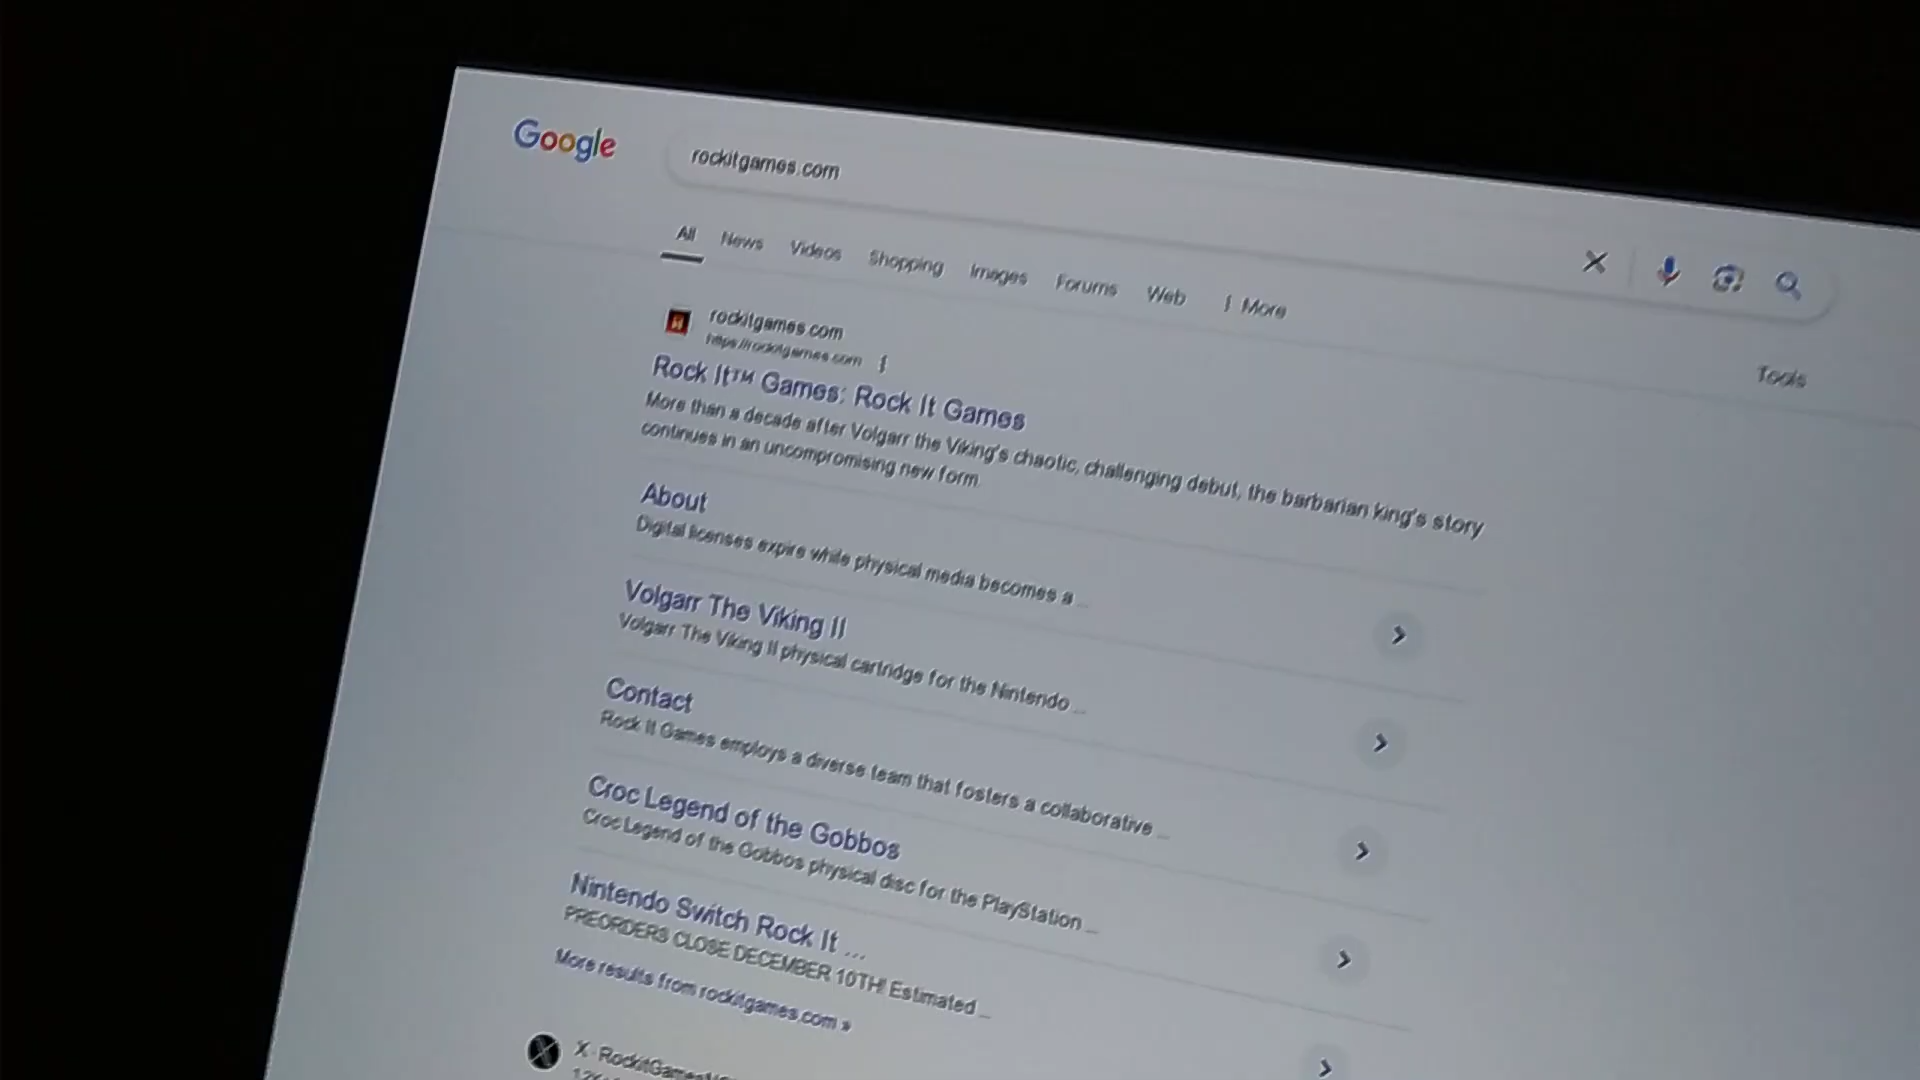 Google
rockitgames.com
All News Videos Shopping Images Forums Web More
Tools
rockitgames.com
https://rockitgames.com
Rock It™ Games: Rock It Games
More than a decade after Volgarr the Viking's chaotic, challenging debut, the barbarian king's story
continues in an uncompromising new form.
About
Digital licenses expire while physical media becomes a ...
Volgarr The Viking II
Volgarr The Viking II physical cartridge for the Nintendo ...
Contact
Rock It Games employs a diverse team that fosters a collaborative ...
Croc Legend of the Gobbos
Croc Legend of the Gobbos physical disc for the PlayStation ...
Nintendo Switch Rock It ...
PREORDERS CLOSE DECEMBER 10TH! Estimated ...
More results from rockitgames.com »
X